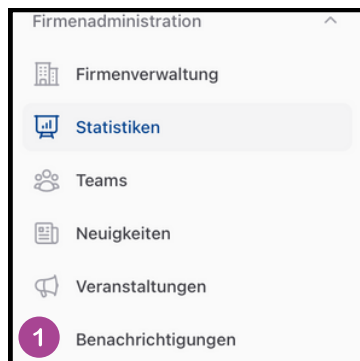 Firmenadministration
Firmenverwaltung
Statistiken
Teams
Neuigkeiten
Veranstaltungen
1 Benachrichtigungen